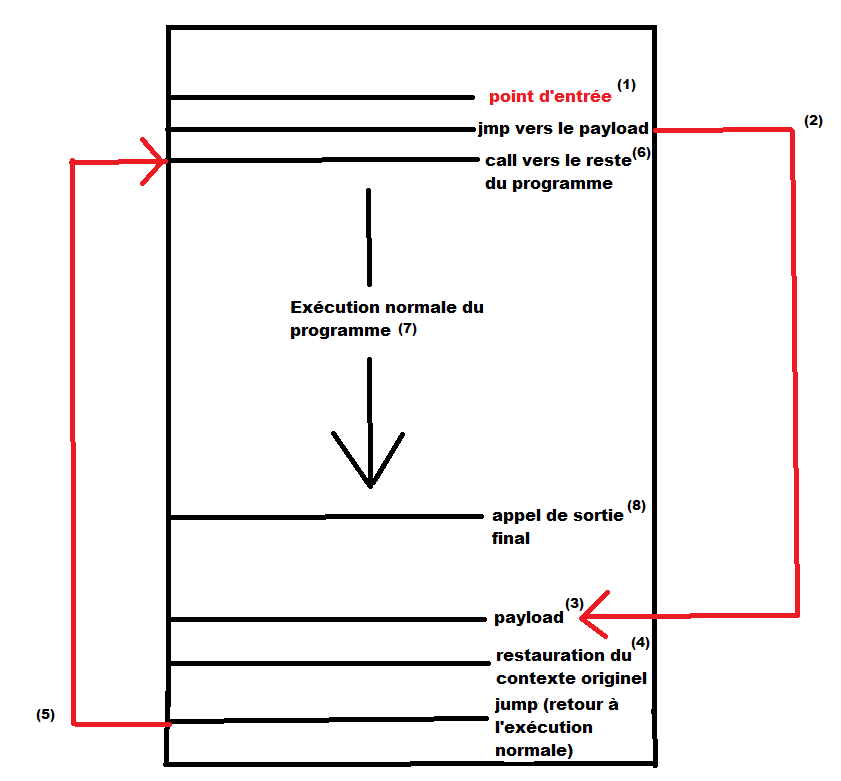 point d'entrée (1)
jmp vers le payload
(2)
call vers le reste (6)
du programme
Exécution normale du
programme (7)
appel de sortie (8)
final
payload (3)
restauration du (4)
contexte originel
jump (retour à
l'exécution
normale)
(5)